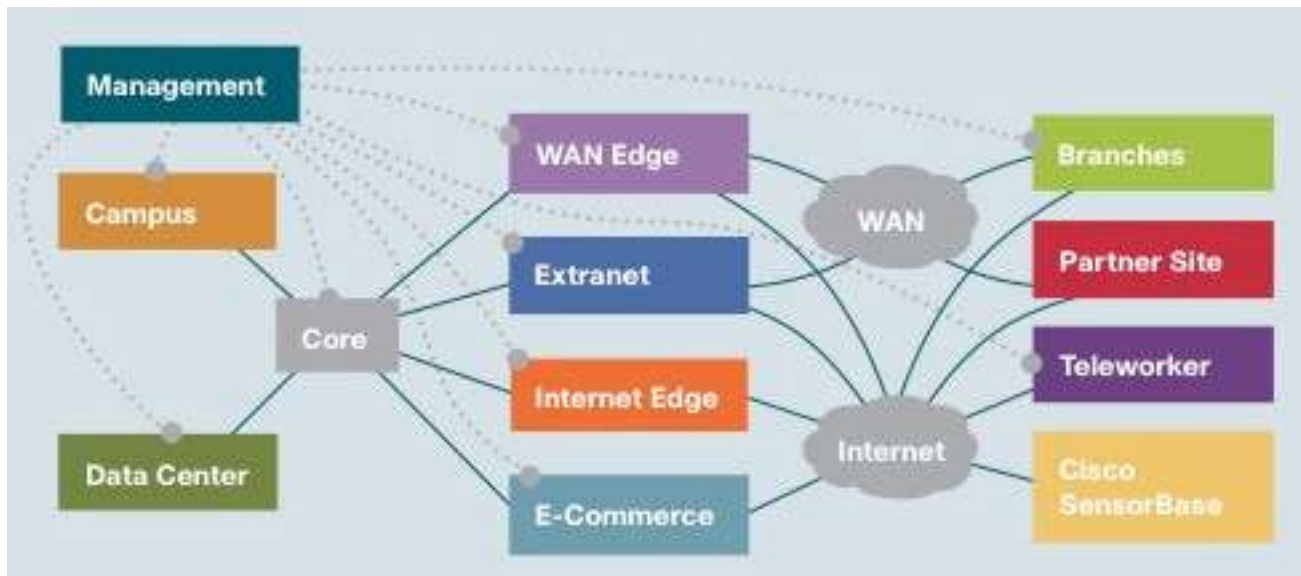 Management
Campus
Core
Data Center
WAN Edge
Extranet
Internet Edge
E-Commerce
WAN
Internet
Branches
Partner Site
Teleworker
Cisco
SensorBase